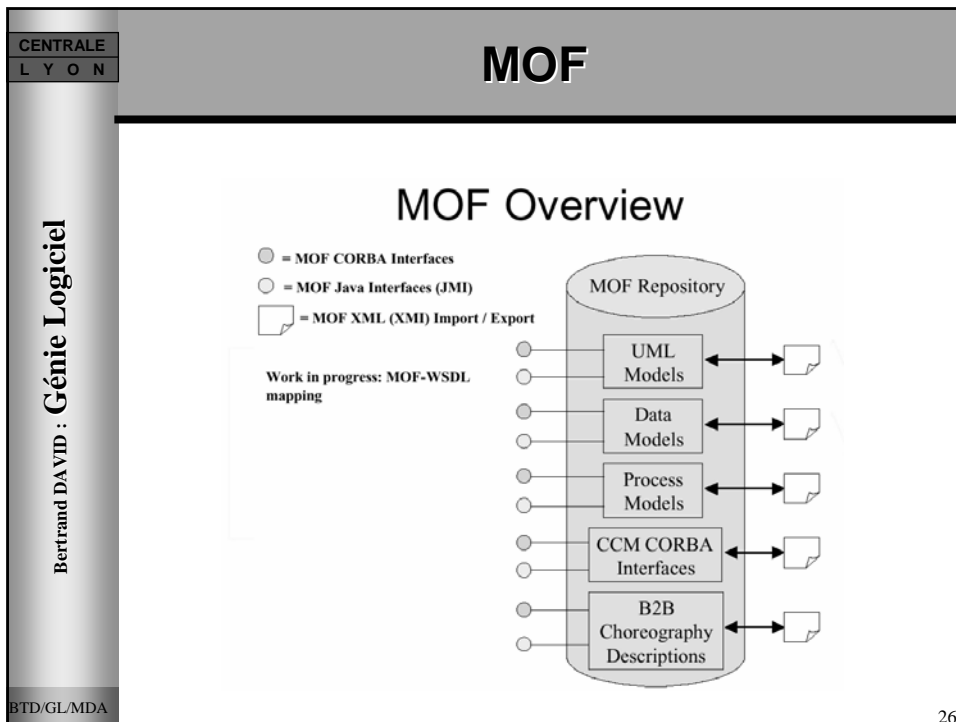 CENTRALE
L Y O N
MOF
Bertrand DAVID : Génie Logiciel
MOF Overview
= MOF CORBA Interfaces
= MOF Java Interfaces (JMI)
= MOF XML (XMI) Import / Export
Work in progress: MOF-WSDL
mapping
MOF Repository
UML
Models
Data
Models
Process
Models
CCM CORBA
Interfaces
B2B
Choreography
Descriptions
BTD/GL/MDA
26